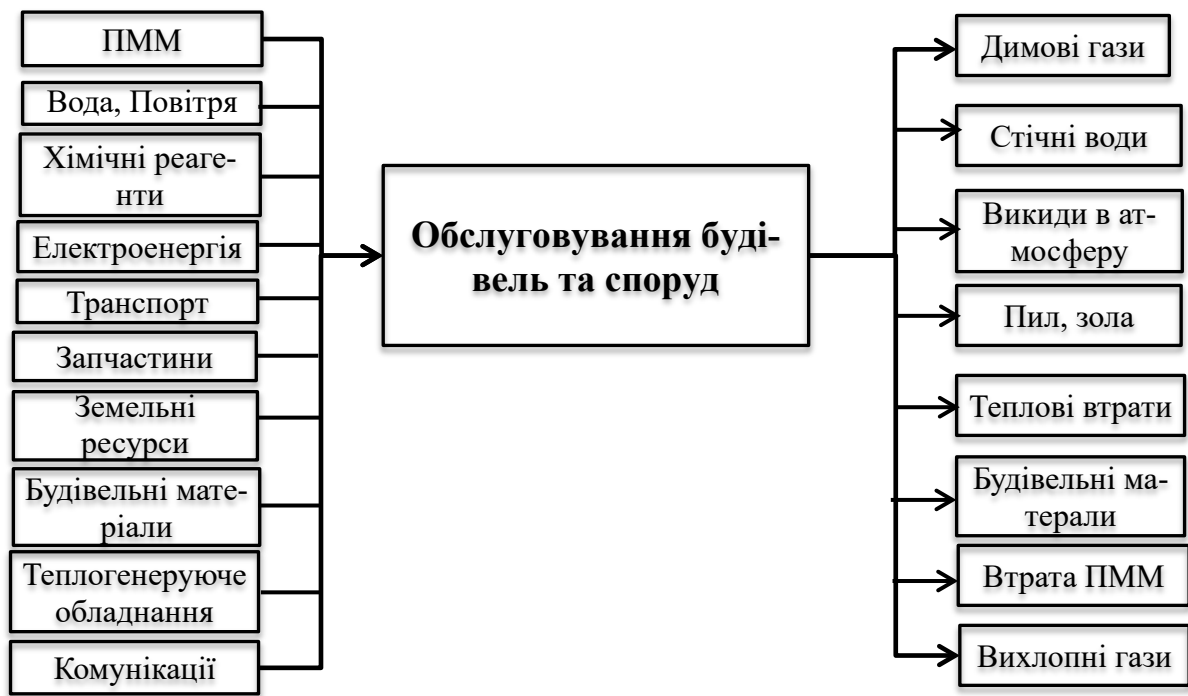 ПММ
Вода, Повітря
Хімічні реаге-
нти
Електроенергія
Транспорт
Запчастини
Земельні
ресурси
Будівельні мате-
ріали
Теплогенеруюче
обладнання
Комунікації
Обслуговування буді-
вель та споруд
Димові гази
Стічні води
Викиди в ат-
мосферу
Пил, зола
Теплові втрати
Будівельні ма-
терали
Втрата ПММ
Вихлопні гази